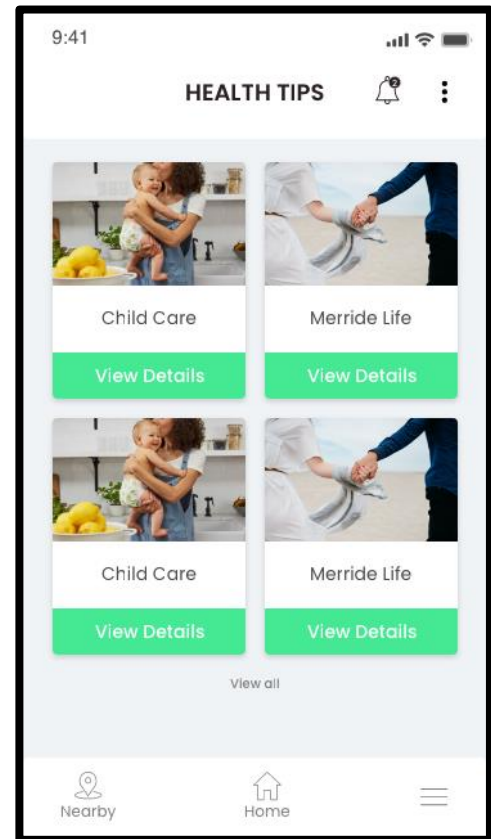 9:41
HEALTH TIPS
2
Child Care
Merride Life
View Details
View Details
Child Care
Merride Life
View Details
View Details
View all
Nearby
Home